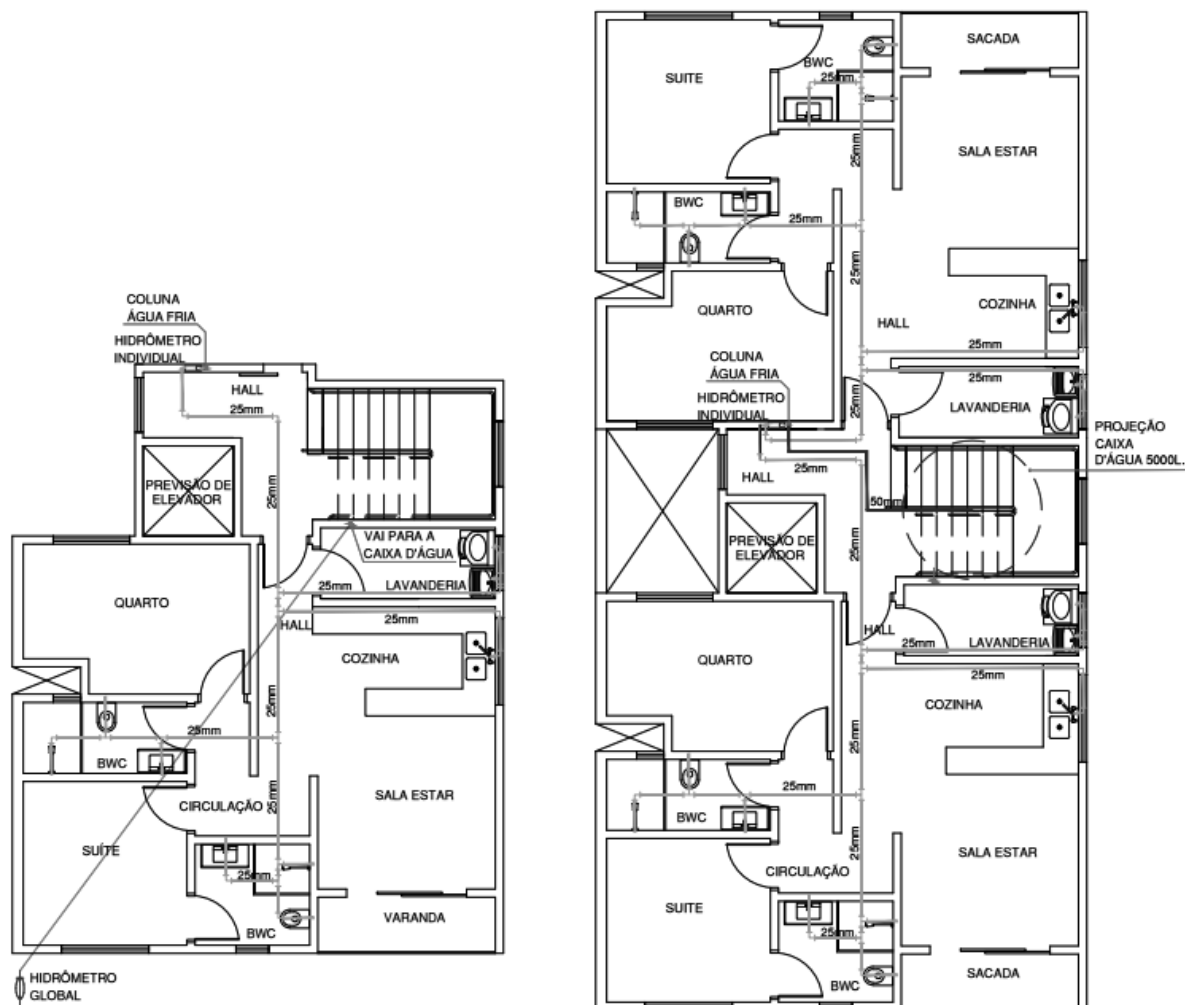 COLUNA
ÁGUA FRIA
HIDRÔMETRO
INDIVIDUAL
HALL
25mm
25mm
PREVISÃO DE
ELEVADOR
VAI PARA A
CAIXA D'ÁGUA
25mm
LAVANDERIA
QUARTO
HALL
25mm
COZINHA
25mm
25mm
BWC
25mm
SALA ESTAR
CIRCULAÇÃO
SUÍTE
25mm
BWC
VARANDA
HIDRÔMETRO
GLOBAL
SACADA
BWC
SUITE
25mm
25mm
SALA ESTAR
BWC
25mm
25mm
QUARTO
COZINHA
HALL
25mm
COLUNA
ÁGUA FRIA
25mm
HIDRÔMETRO
INDIVIDUAL
25mm
LAVANDERIA
PROJEÇÃO
CAIXA
D'ÁGUA 5000L.
25mm
HALL
50mm
PREVISÃO DE
ELEVADOR
25mm
HALL
25mm
LAVANDERIA
QUARTO
25mm
COZINHA
25mm
25mm
BWC
25mm
SALA ESTAR
CIRCULAÇÃO
SUITE
25mm
BWC
SACADA